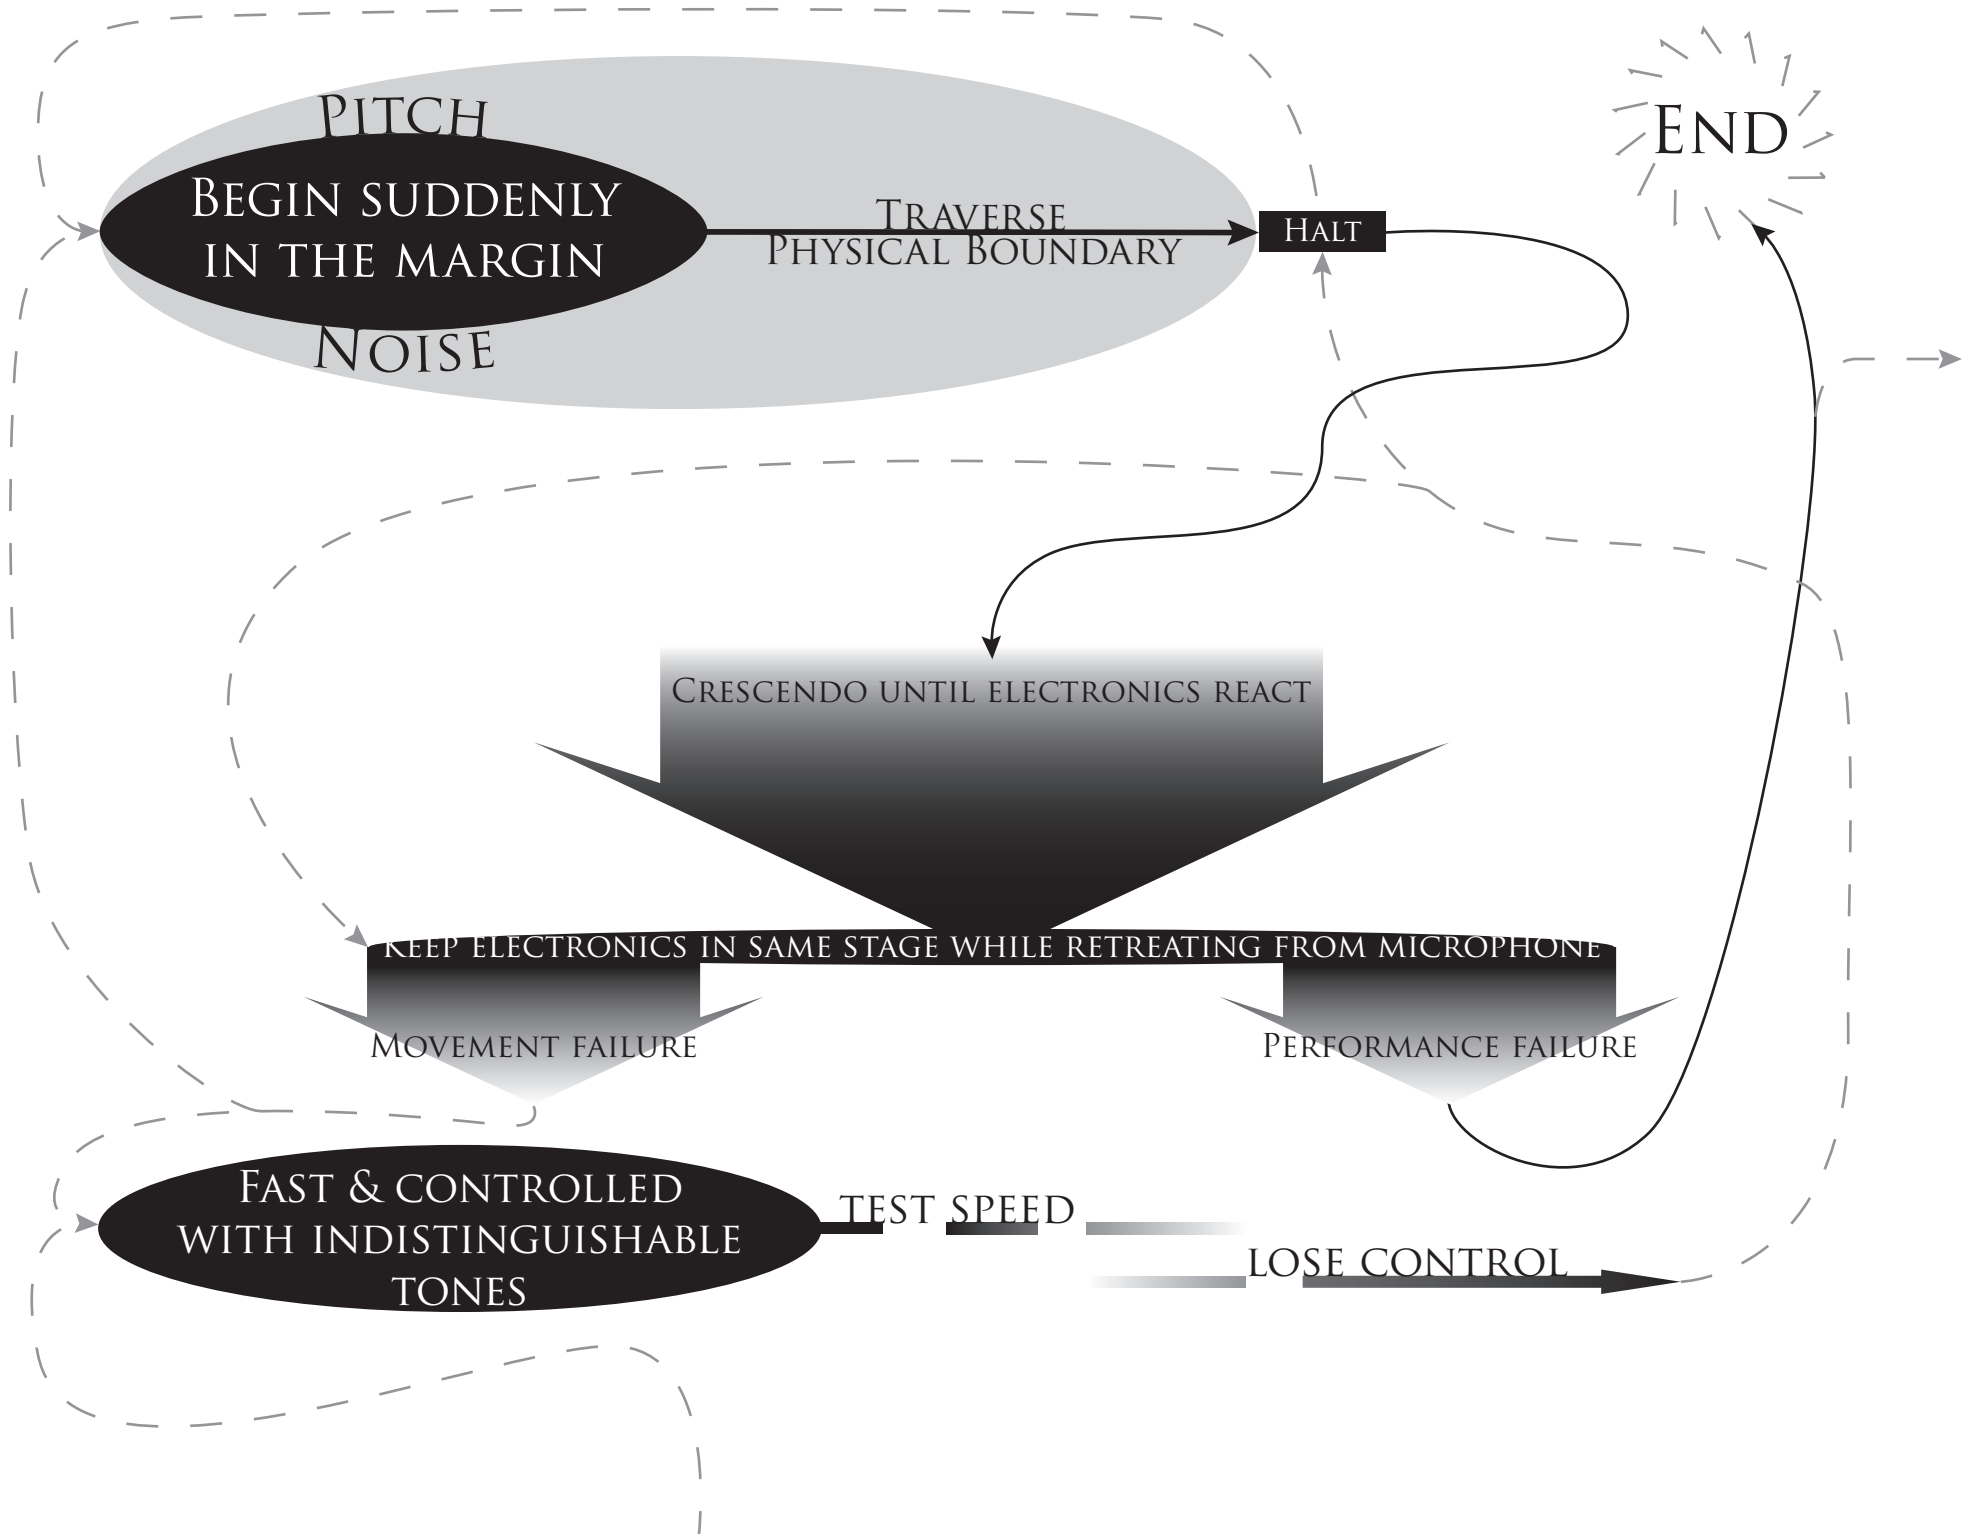 Pitch
Begin suddenly
in the margin
Noise
Traverse
Physical Boundary
Halt
End
Crescendo until electronics react
Keep electronics in same stage while retreating from microphone
Movement failure
Performance failure
Fast & controlled
with indistinguishable
tones
test speed
lose control